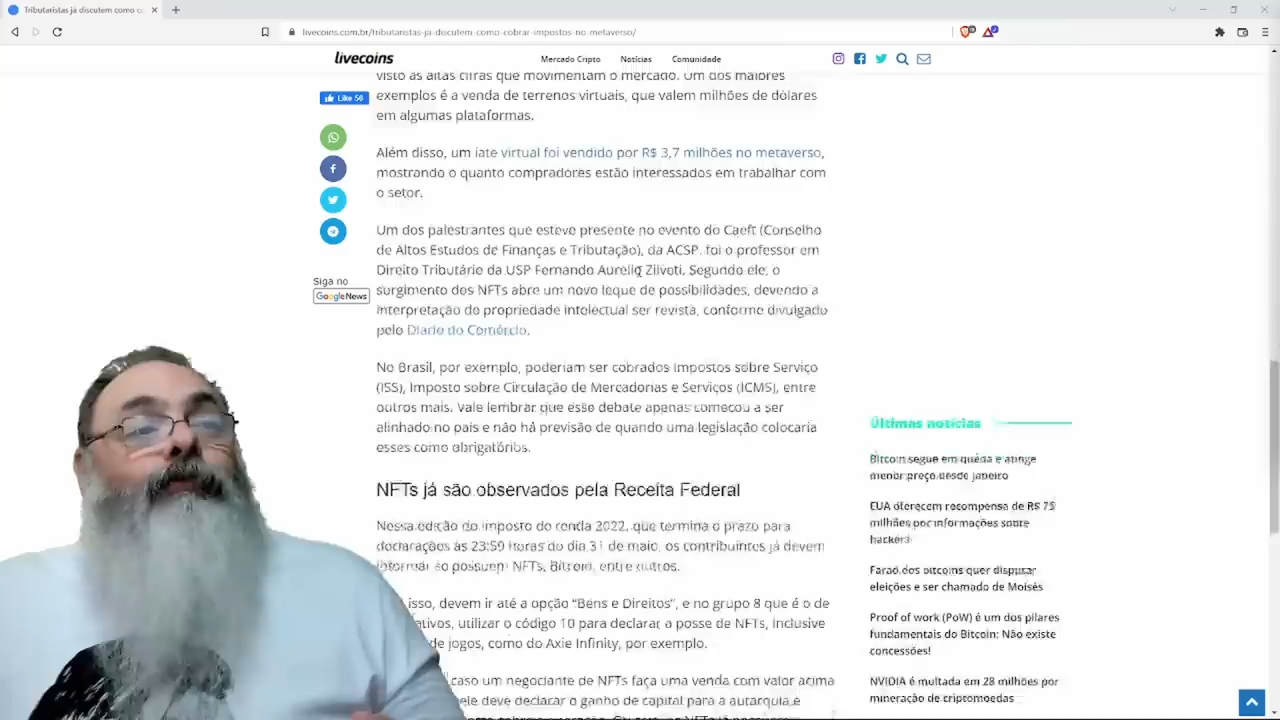 Tributaristas já discutem como co
livecoins.com.br/tributaristas-ja-discutem-como-cobrar-impostos-no-metaverso/
livecoins
Mercado Cripto
Notícias
Comunidade
Like 56
Siga no
Google News
visto as altas cifras que movimentam o mercado. Um dos maiores
exemplos é a venda de terrenos virtuais, que valem milhões de dólares
em algumas plataformas.
Além disso, um iate virtual foi vendido por R$ 3,7 milhões no metaverso,
mostrando o quanto compradores estão interessados em trabalhar com
o setor.
Um dos palestrantes que esteve presente no evento do Caeft (Conselho
de Altos Estudos de Finanças e Tributação), da ACSP, foi o professor em
Direito Tributário da USP Fernando Aurelio Zilveti. Segundo ele, o
surgimento dos NFTs abre um novo leque de possibilidades, devendo a
interpretação do propriedade intelectual ser revista, conforme divulgado
pelo Diário do Comércio.
No Brasil, por exemplo, poderiam ser cobrados Impostos sobre Serviço
(ISS), Imposto sobre Circulação de Mercadorias e Serviços (ICMS), entre
outros mais. Vale lembrar que esse debate apenas começou a ser
alinhado no país e não há previsão de quando uma legislação colocaria
esses como obrigatórios.
NFTs já são observados pela Receita Federal
Nessa edição do imposto de renda 2022, que termina o prazo para
declarações às 23:59 horas do dia 31 de maio, os contribuintes já devem
informar se possuem NFTs, Bitcoin, entre outros.
isso, devem ir até a opção “Bens e Direitos”, e no grupo 8 que é o de
ativos, utilizar o código 10 para declarar a posse de NFTs, inclusive
de jogos, como do Axie Infinity, por exemplo.
caso um negociante de NFTs faça uma venda com valor acima
ele deve declarar o ganho de capital para a autarquia e
Últimas notícias
Bitcoin segue em queda e atinge
menor preço desde janeiro
EUA oferecem recompensa de R$ 75
milhões por informações sobre
hackers
Faraó dos bitcoins quer disputar
eleições e ser chamado de Moisés
Proof of work (PoW) é um dos pilares
fundamentais do Bitcoin: Não existe
concessões!
NVIDIA é multada em 28 milhões por
mineração de criptomoedas